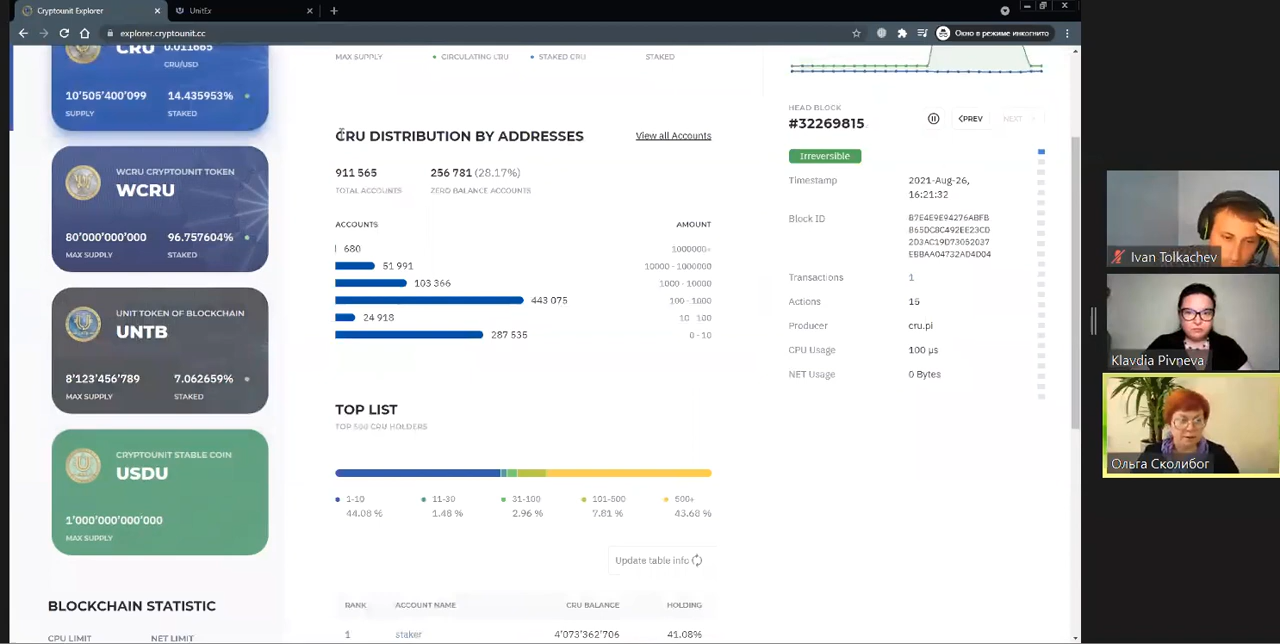 Cryptounit Explorer
UnitEx
explorer.cryptounit.cc
Окно в режиме инкогнито
CRU 0.011665
CRU/USD
10'505'400'099 14.435953%
SUPPLY STAKED
WCRU CRYPTOUNIT TOKEN
WCRU
80'000'000'000 96.757604%
MAX SUPPLY STAKED
UNIT TOKEN OF BLOCKCHAIN
UNTB
8'123'456'789 7.062659%
MAX SUPPLY STAKED
CRYPTOUNIT STABLE COIN
USDU
1'000'000'000'000
MAX SUPPLY
BLOCKCHAIN STATISTIC
CPU LIMIT NET LIMIT
MAX SUPPLY CIRCULATING CRU STAKED CRU STAKED
CRU DISTRIBUTION BY ADDRESSES View all Accounts
911 565 256 781 (28.17%)
TOTAL ACCOUNTS ZERO BALANCE ACCOUNTS
ACCOUNTS AMOUNT
680 1000000+
51 991 10000 - 1000000
103 366 1000 - 10000
443 075 100 - 1000
24 918 10 - 100
287 535 0 - 10
TOP LIST
TOP 500 CRU HOLDERS
1-10 11-30 31-100 101-500 500+
44.08 % 1.48 % 2.96 % 7.81 % 43.68 %
Update table info
RANK ACCOUNT NAME CRU BALANCE HOLDING
1 staker 4'073'362'706 41.08%
HEAD BLOCK
#32269815 PREV NEXT
Irreversible
Timestamp 2021-Aug-26,
16:21:32
Block ID B7E4E9E94276ABFB
B65DC8C492EE23CD
2D3AC19D73052037
EBBAA04732AD4D04
Transactions 1
Actions 15
Producer cru.pi
CPU Usage 100 µs
NET Usage 0 Bytes
Ivan Tolkachev
Klavdia Pivneva
Ольга Сколибог